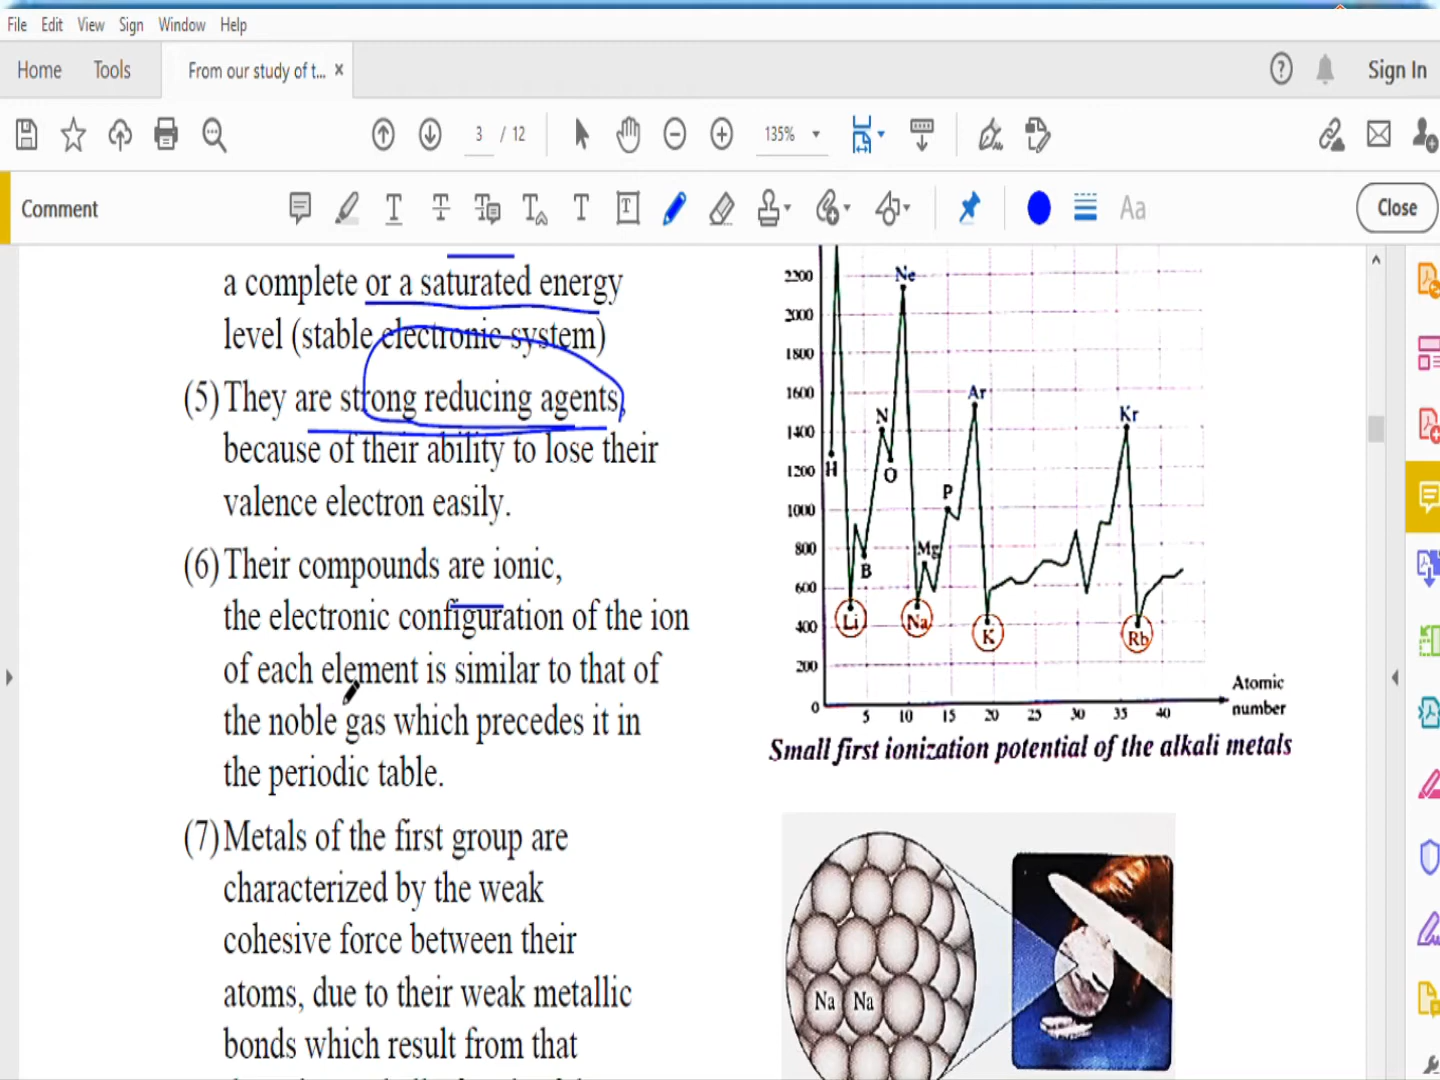 File Edit View Sign Window Help
Home Tools From our study of t... × Sign In
3 / 12 135%
Comment Close
a complete or a saturated energy
level (stable electronic system)
(5) They are strong reducing agents,
because of their ability to lose their
valence electron easily.
(6) Their compounds are ionic,
the electronic configuration of the ion
of each element is similar to that of
the noble gas which precedes it in
the periodic table.
(7) Metals of the first group are
characterized by the weak
cohesive force between their
atoms, due to their weak metallic
bonds which result from that
2200
2000
1800
1600
1400
1200
1000
800
600
400
200
0
Ne
Ar
N
Kr
H
O
P
Mg
B
Li
Na
K
Rb
5 10 15 20 25 30 35 40
Atomic
number
Small first ionization potential of the alkali metals
Na Na